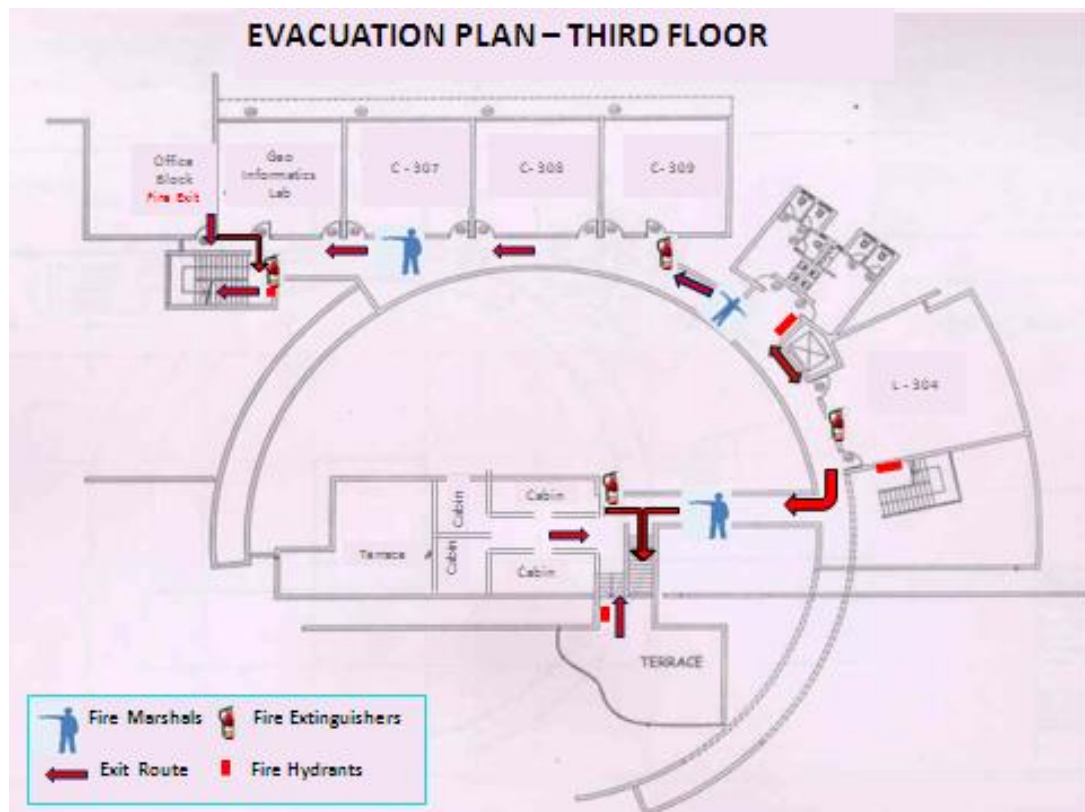 EVACUATION PLAN – THIRD FLOOR
Office
Block
Fire Exit
Geo
Informatics
Lab
C - 307
C- 308
C- 309
L - 304
Cabin
Cabin
Terrace
Cabin
Cabin
TERRACE
Fire Marshals
Fire Extinguishers
Exit Route
Fire Hydrants